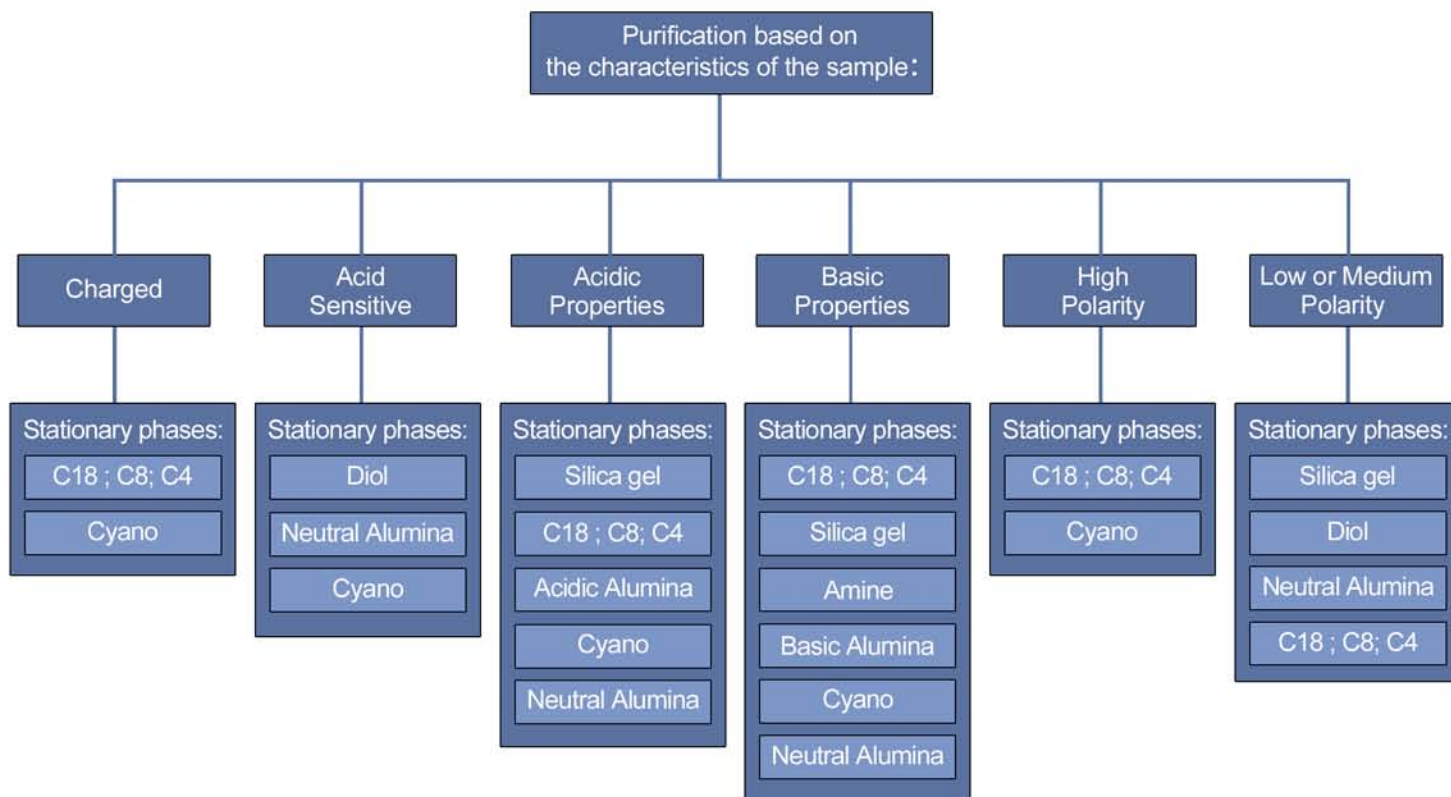 Purification based on
the characteristics of the sample:
Charged
Acid
Sensitive
Acidic
Properties
Basic
Properties
High
Polarity
Low or Medium
Polarity
Stationary phases:
C18 ; C8; C4
Cyano
Stationary phases:
Diol
Neutral Alumina
Cyano
Stationary phases:
Silica gel
C18 ; C8; C4
Acidic Alumina
Cyano
Neutral Alumina
Stationary phases:
C18 ; C8; C4
Silica gel
Amine
Basic Alumina
Cyano
Neutral Alumina
Stationary phases:
C18 ; C8; C4
Cyano
Stationary phases:
Silica gel
Diol
Neutral Alumina
C18 ; C8; C4